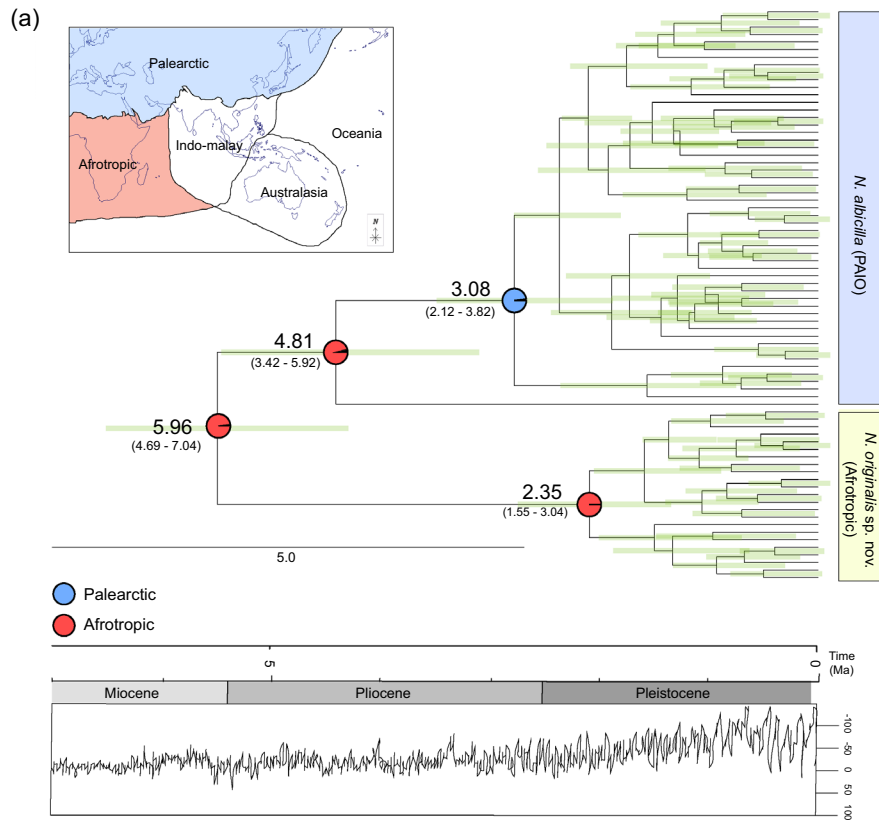 (a)
Palearctic
Afrotropic
Indo-malay
Oceania
Australasia
N
3.08
(2.12 - 3.82)
4.81
(3.42 - 5.92)
5.96
(4.69 - 7.04)
2.35
(1.55 - 3.04)
N. albicilla (PAIO)
N. originalis sp. nov.
(Afrotropic)
5.0
Palearctic
Afrotropic
5
0
Time
(Ma)
Miocene
Pliocene
Pleistocene
-100
-50
0
50
100